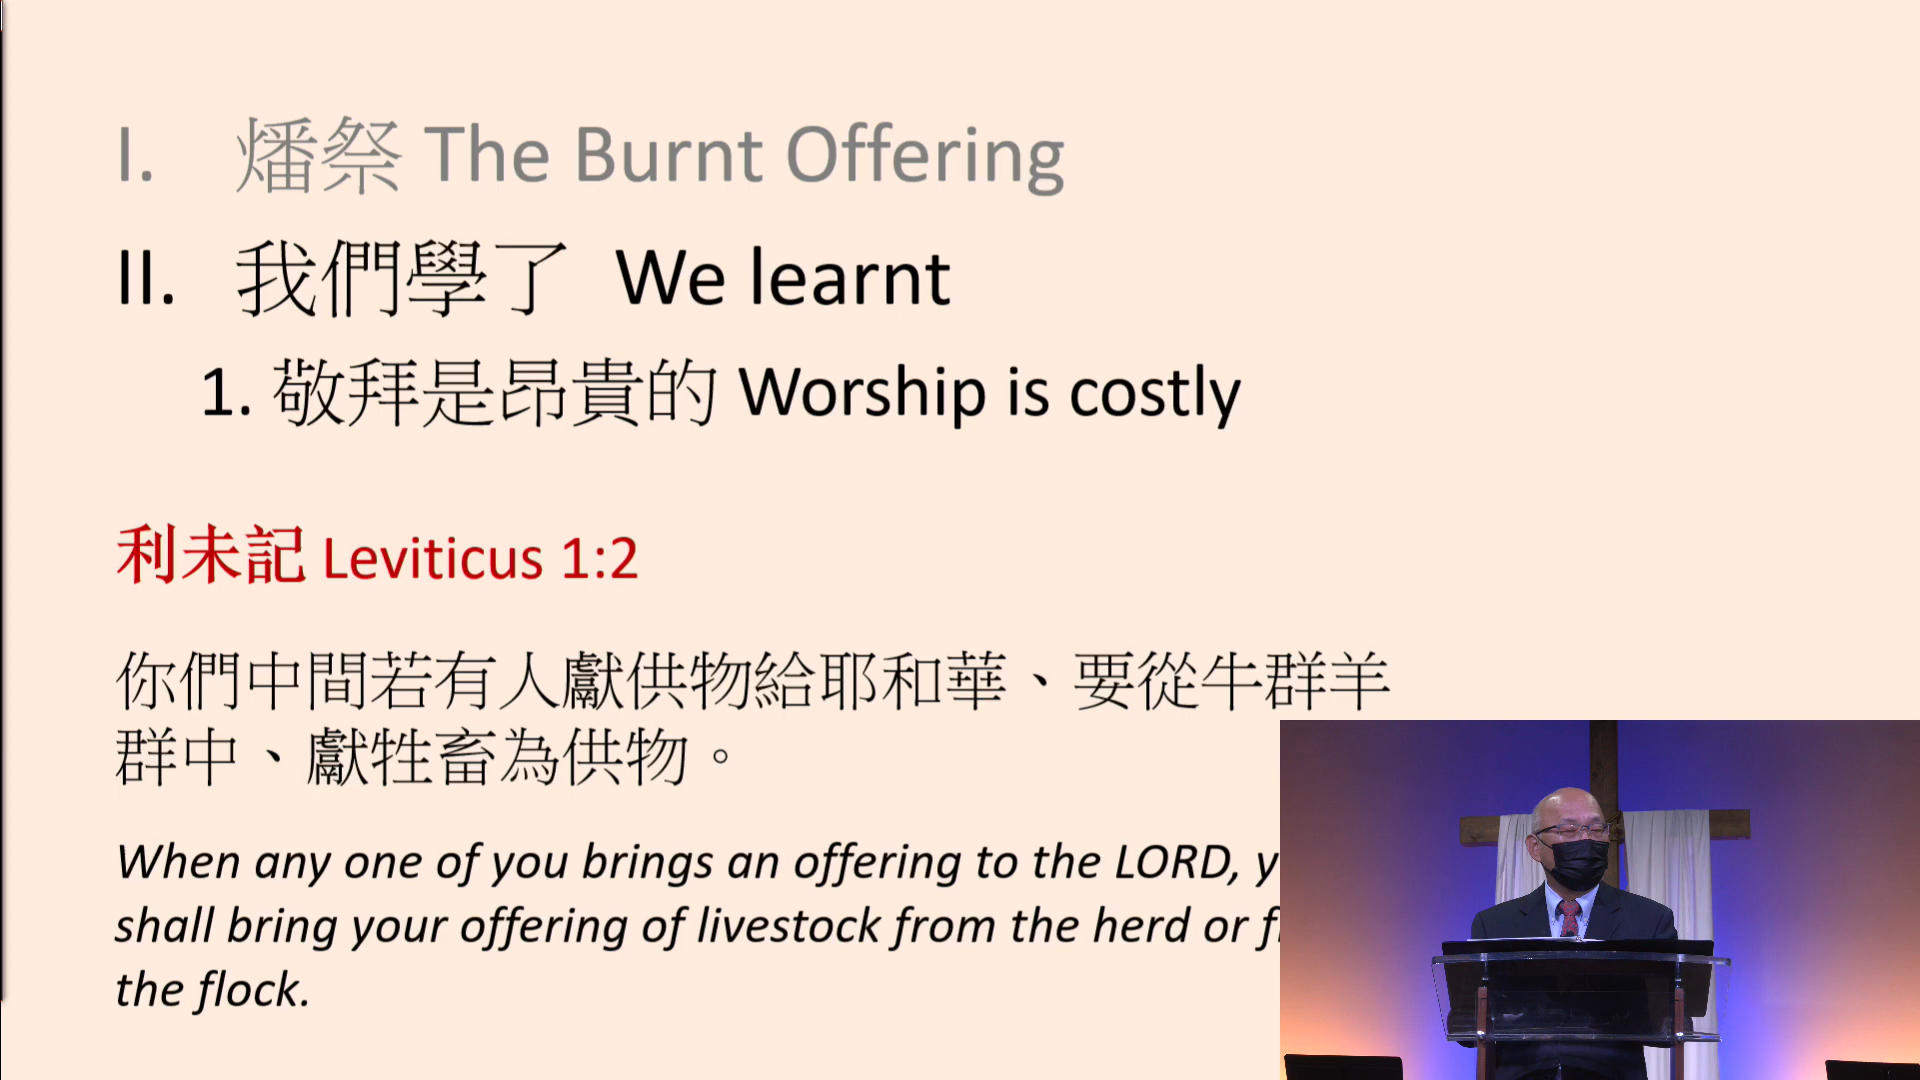 I. 燔祭 The Burnt Offering
II. 我們學了 We learnt
1. 敬拜是昂貴的 Worship is costly
利未記 Leviticus 1:2
你們中間若有人獻供物給耶和華、要從牛群羊
群中、獻牲畜為供物。
When any one of you brings an offering to the LORD,
shall bring your offering of livestock from the herd or
the flock.